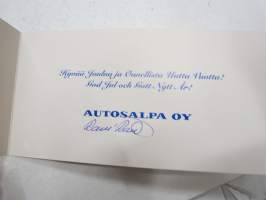 Hyvää Joulua ja Onnellista Uutta Vuotta!
God Jul och Gott Nytt År!
AUTOSALPA OY